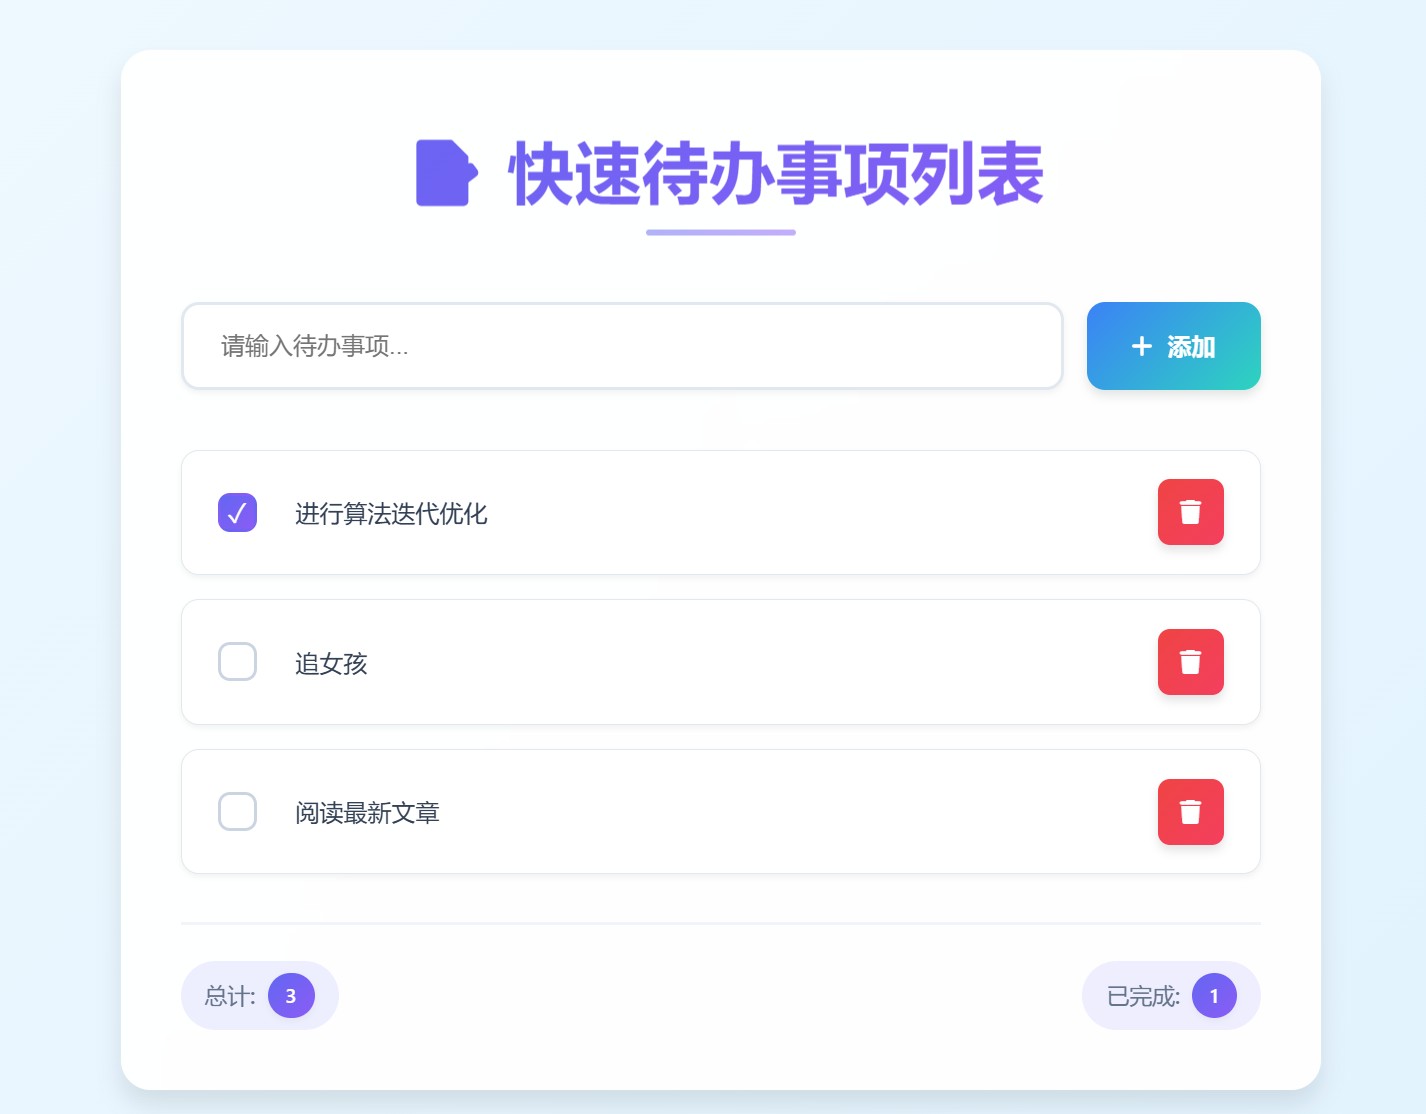 快速待办事项列表
请输入待办事项...
+ 添加
进行算法迭代优化
追女孩
阅读最新文章
总计: 3
已完成: 1